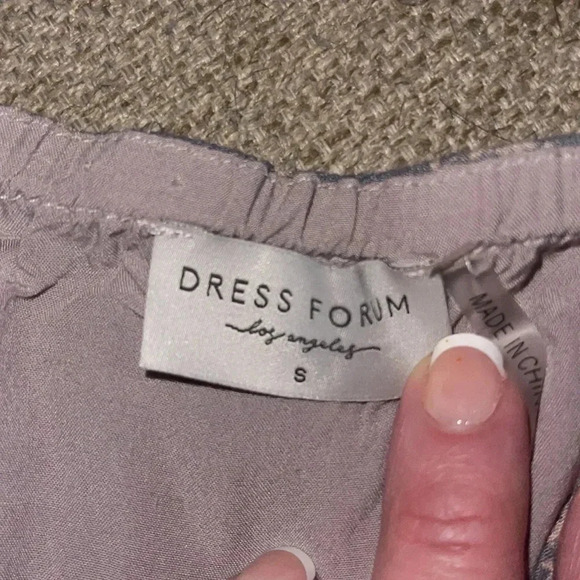 DRESS FORUM
los angeles
S
MADE IN CHIN